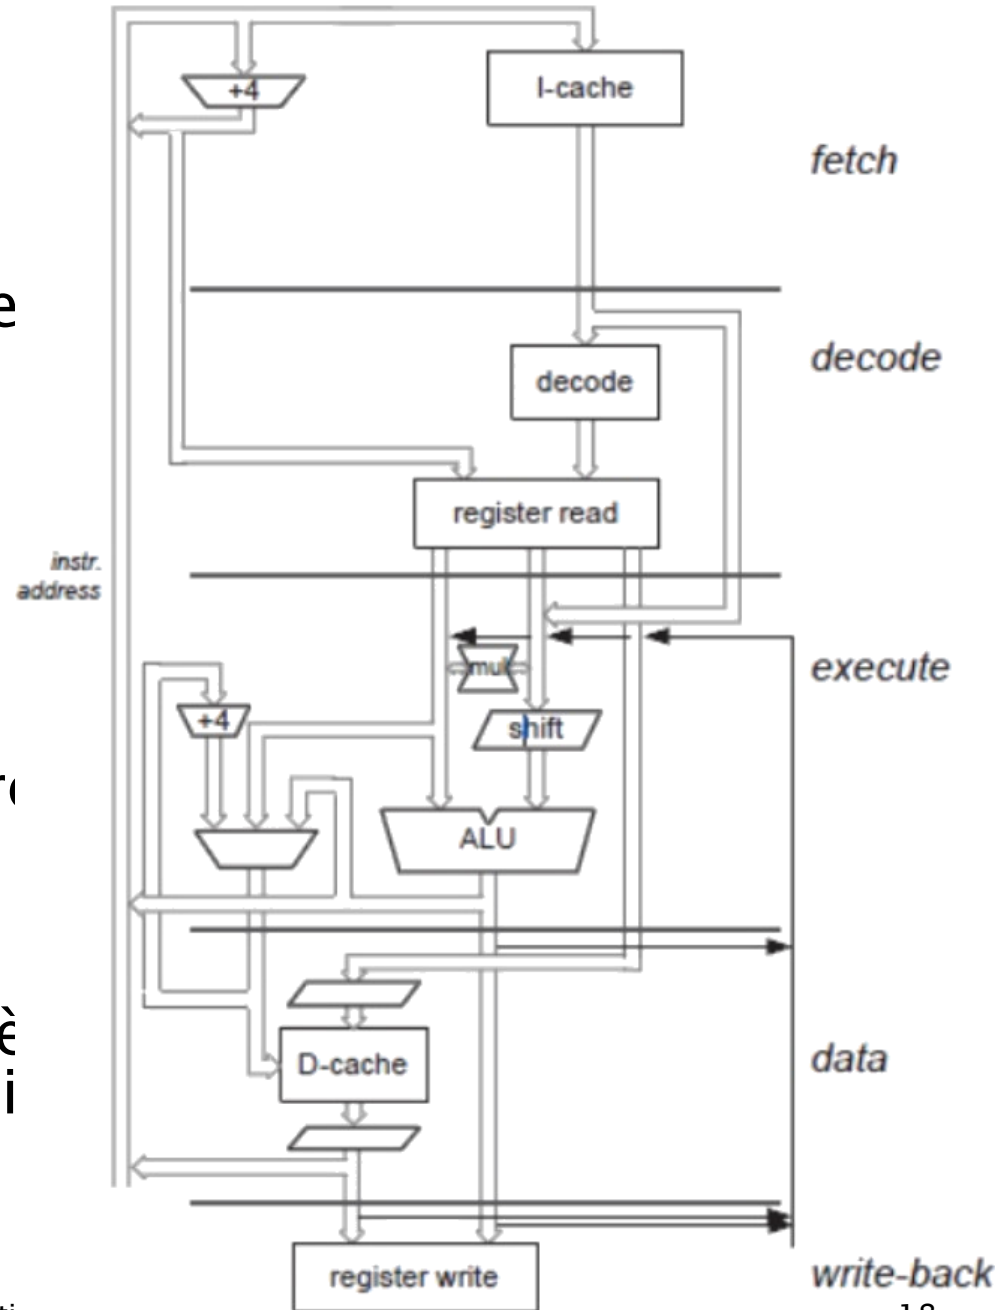 +4
I-cache
fetch
e
decode
decode
register read
instr.
address
mul
execute
+4
shift
ALU
è
D-cache
data
i
register write
write-back